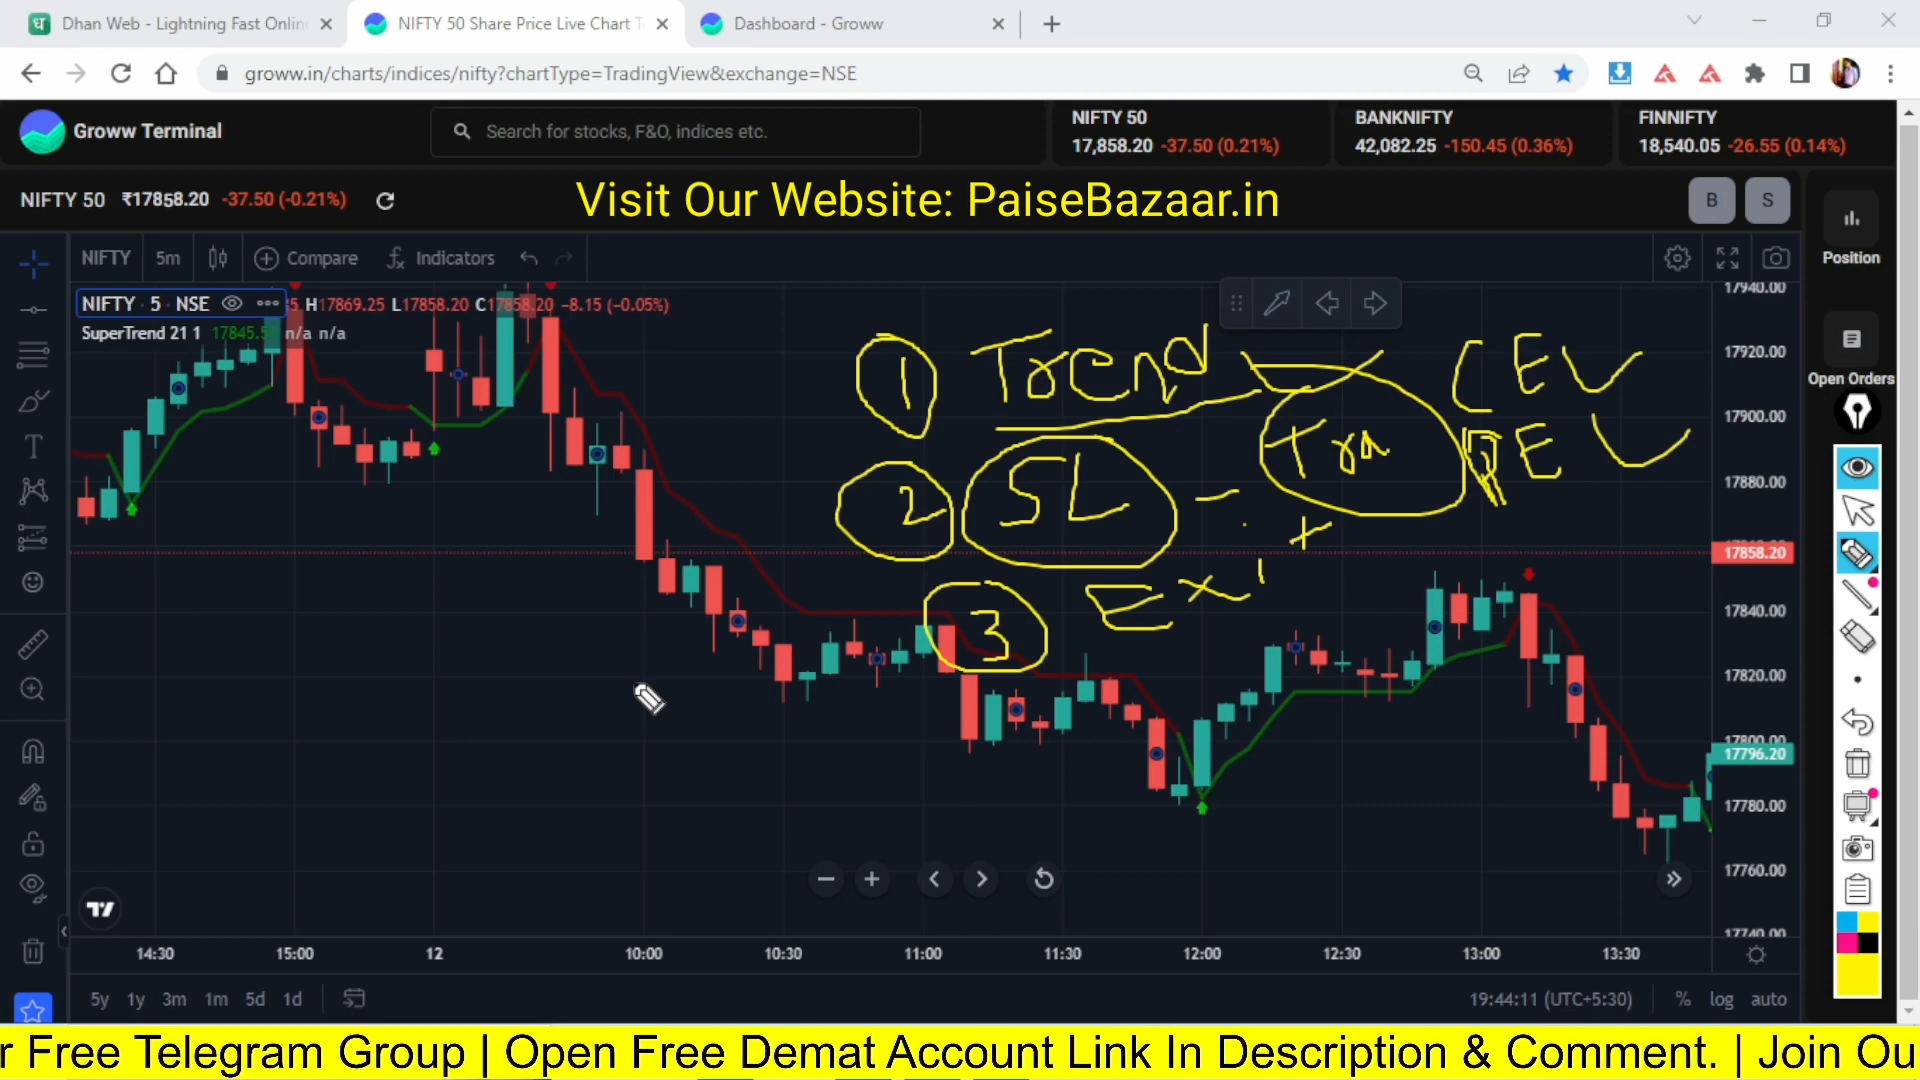 Dhan Web - Lightning Fast Onlin
NIFTY 50 Share Price Live Chart T
Dashboard - Groww
groww.in/charts/indices/nifty?chartType=TradingView&exchange=NSE
Groww Terminal
Search for stocks, F&O, indices etc.
NIFTY 50
17,858.20 -37.50 (0.21%)
BANKNIFTY
42,082.25 -150.45 (0.36%)
FINNIFTY
18,540.05 -26.55 (0.14%)
NIFTY 50 ₹17858.20 -37.50 (-0.21%)
Visit Our Website: PaiseBazaar.in
B S
Position
Open Orders
NIFTY 5m Compare Indicators
NIFTY · 5 · NSE H17869.25 L17858.20 C17858.20 −8.15 (−0.05%)
SuperTrend 21 1 17845.5 n/a n/a
1 Trend CE
Tra PE
2 SL - +
3 Exi
17940.00
17920.00
17900.00
17880.00
17858.20
17840.00
17820.00
17800.00
17796.20
17780.00
17760.00
17740.00
14:30 15:00 12 10:00 10:30 11:00 11:30 12:00 12:30 13:00 13:30
5y 1y 3m 1m 5d 1d
19:44:11 (UTC+5:30) % log auto
r Free Telegram Group | Open Free Demat Account Link In Description & Comment. | Join Ou